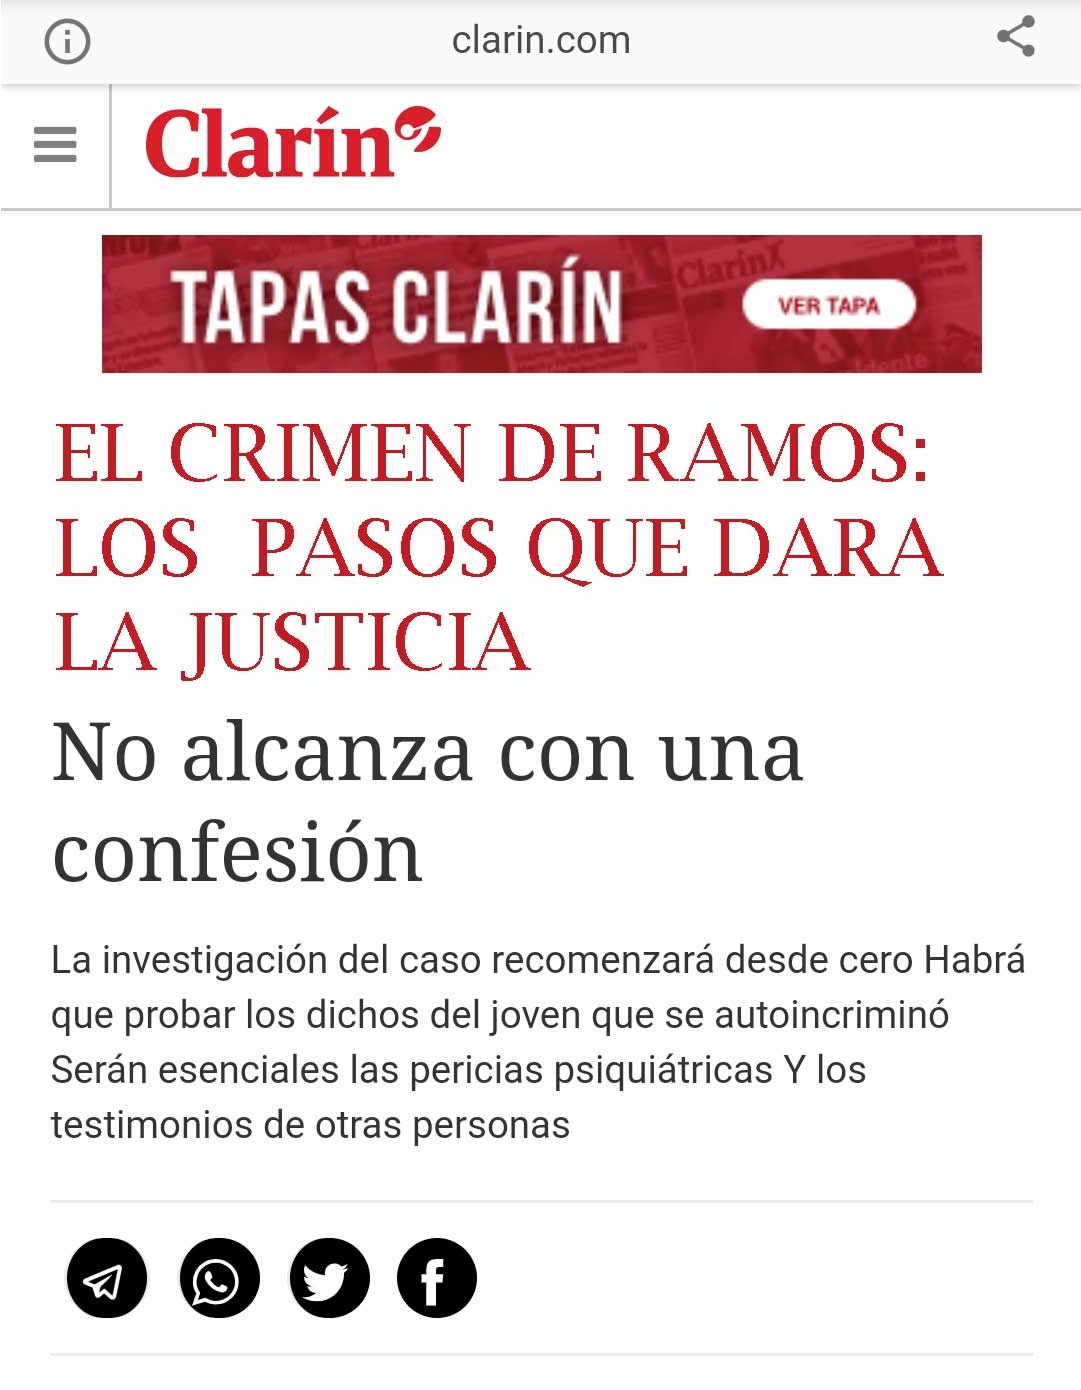 clarin.com
Clarín
TAPAS CLARÍN
VER TAPA
EL CRIMEN DE RAMOS:
LOS PASOS QUE DARA
LA JUSTICIA
No alcanza con una
confesión
La investigación del caso recomenzará desde cero Habrá
que probar los dichos del joven que se autoincriminó
Serán esenciales las pericias psiquiátricas Y los
testimonios de otras personas